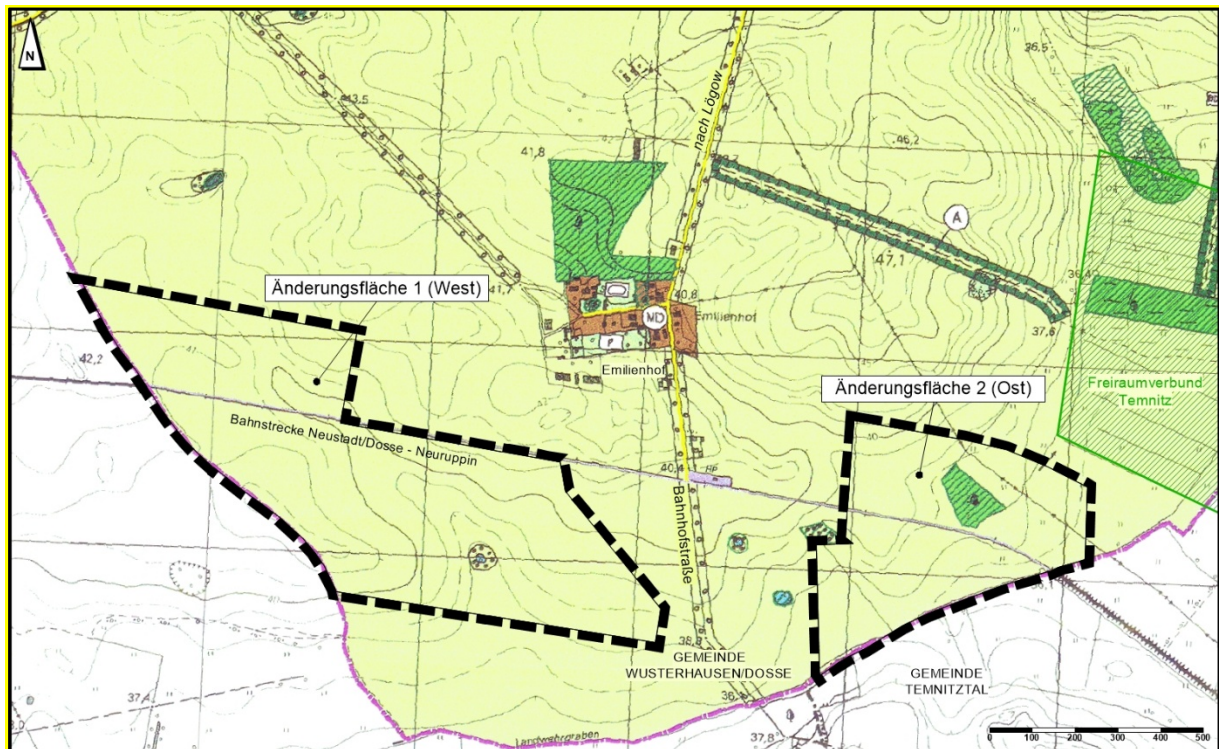 N
36,5
nach Lögow
46,2
43,5
41,8
A
47,1
36,4
41,7
Änderungsfläche 1 (West)
40,8
MD
Emilienhof
37,6
42,2
Emilienhof
Freiraumverbund
Temnitz
Änderungsfläche 2 (Ost)
Bahnstrecke Neustadt/Dosse - Neuruppin
40,4
Bahnhofstraße
38,8
GEMEINDE
WUSTERHAUSEN/DOSSE
GEMEINDE
TEMNITZTAL
37,4
Landwehrgraben
37,8
0 100 200 300 400 500